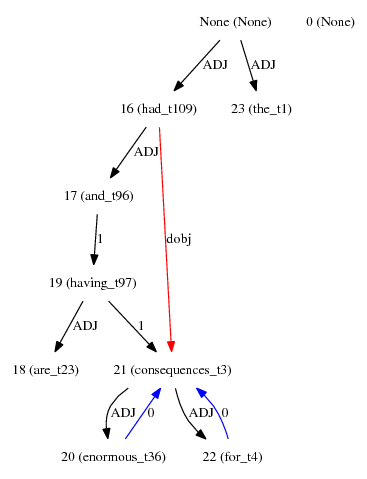 None (None) 0 (None)
ADJ ADJ
16 (had_t109) 23 (the_t1)
ADJ
17 (and_t96)
1 dobj
19 (having_t97)
ADJ 1
18 (are_t23) 21 (consequences_t3)
ADJ 0 ADJ 0
20 (enormous_t36) 22 (for_t4)